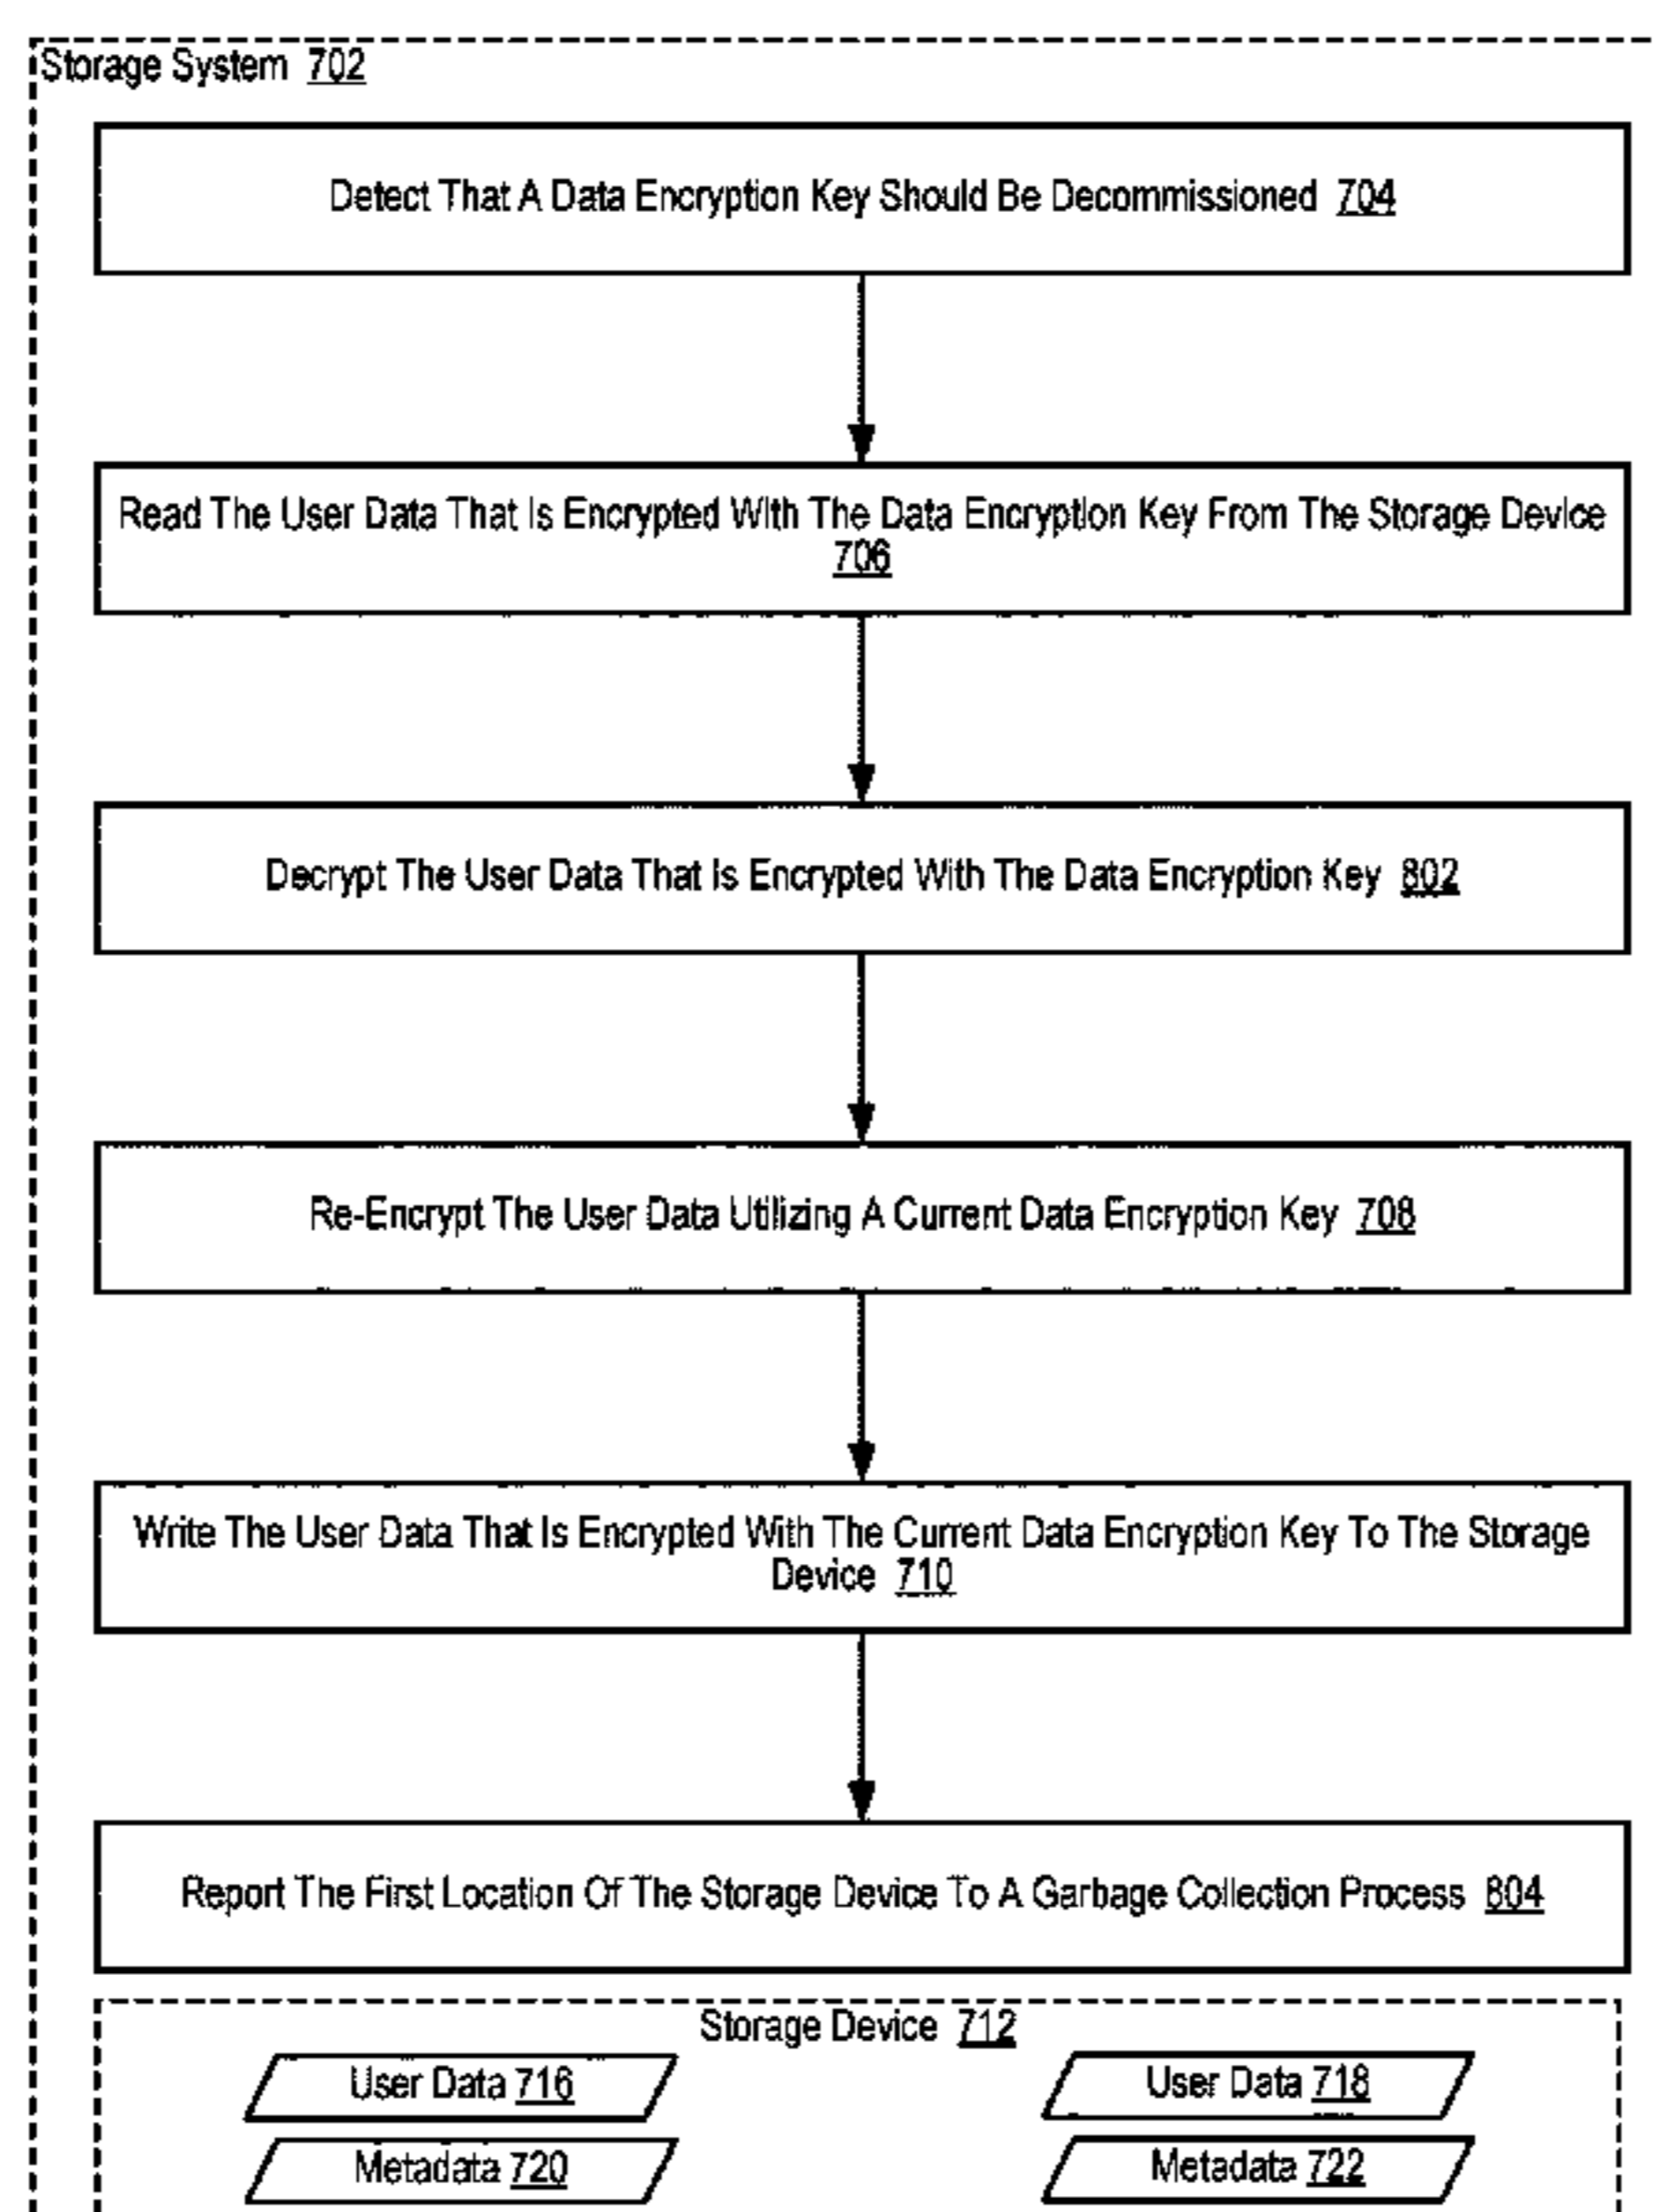 Storage System 702
Detect That A Data Encryption Key Should Be Decommissioned 704
Read The User Data That Is Encrypted With The Data Encryption Key From The Storage Device
706
Decrypt The User Data That Is Encrypted With The Data Encryption Key 802
Re-Encrypt The User Data Utilizing A Current Data Encryption Key 708
Write The User Data That Is Encrypted With The Current Data Encryption Key To The Storage
Device 710
Report The First Location Of The Storage Device To A Garbage Collection Process 804
Storage Device 712
User Data 716
User Data 718
Metadata 720
Metadata 722